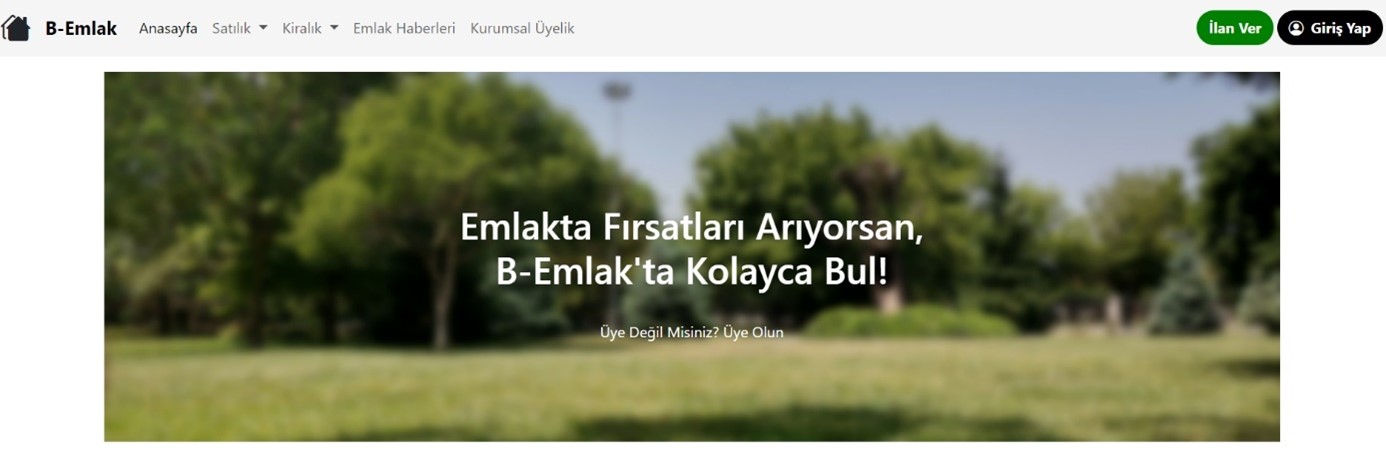 B-Emlak Anasayfa Satılık Kiralık Emlak Haberleri Kurumsal Üyelik İlan Ver Giriş Yap
Emlakta Fırsatları Arıyorsan,
B-Emlak'ta Kolayca Bul!
Üye Değil Misiniz? Üye Olun